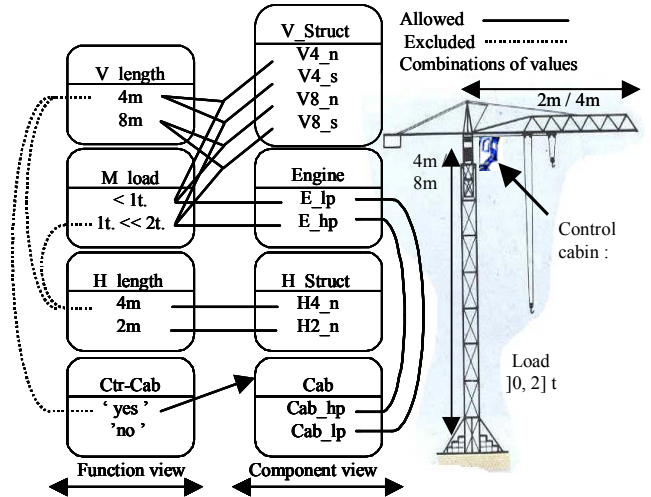 V_length
4m
8m
M_load
< 1t.
1t. << 2t.
H_length
4m
2m
Ctr-Cab
‘ yes ’
’no ’
Function view
V_Struct
V4_n
V4_s
V8_n
V8_s
Engine
E_lp
E_hp
H_Struct
H4_n
H2_n
Cab
Cab_hp
Cab_lp
Component view
Allowed
Excluded
Combinations of values
2m / 4m
4m
8m
Control
cabin :
Load
]0, 2] t